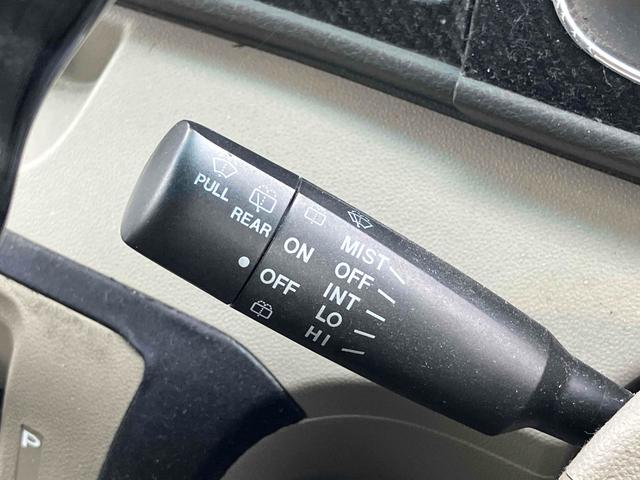 PULL
REAR
ON
OFF
MIST
OFF
INT
LO
HI
P